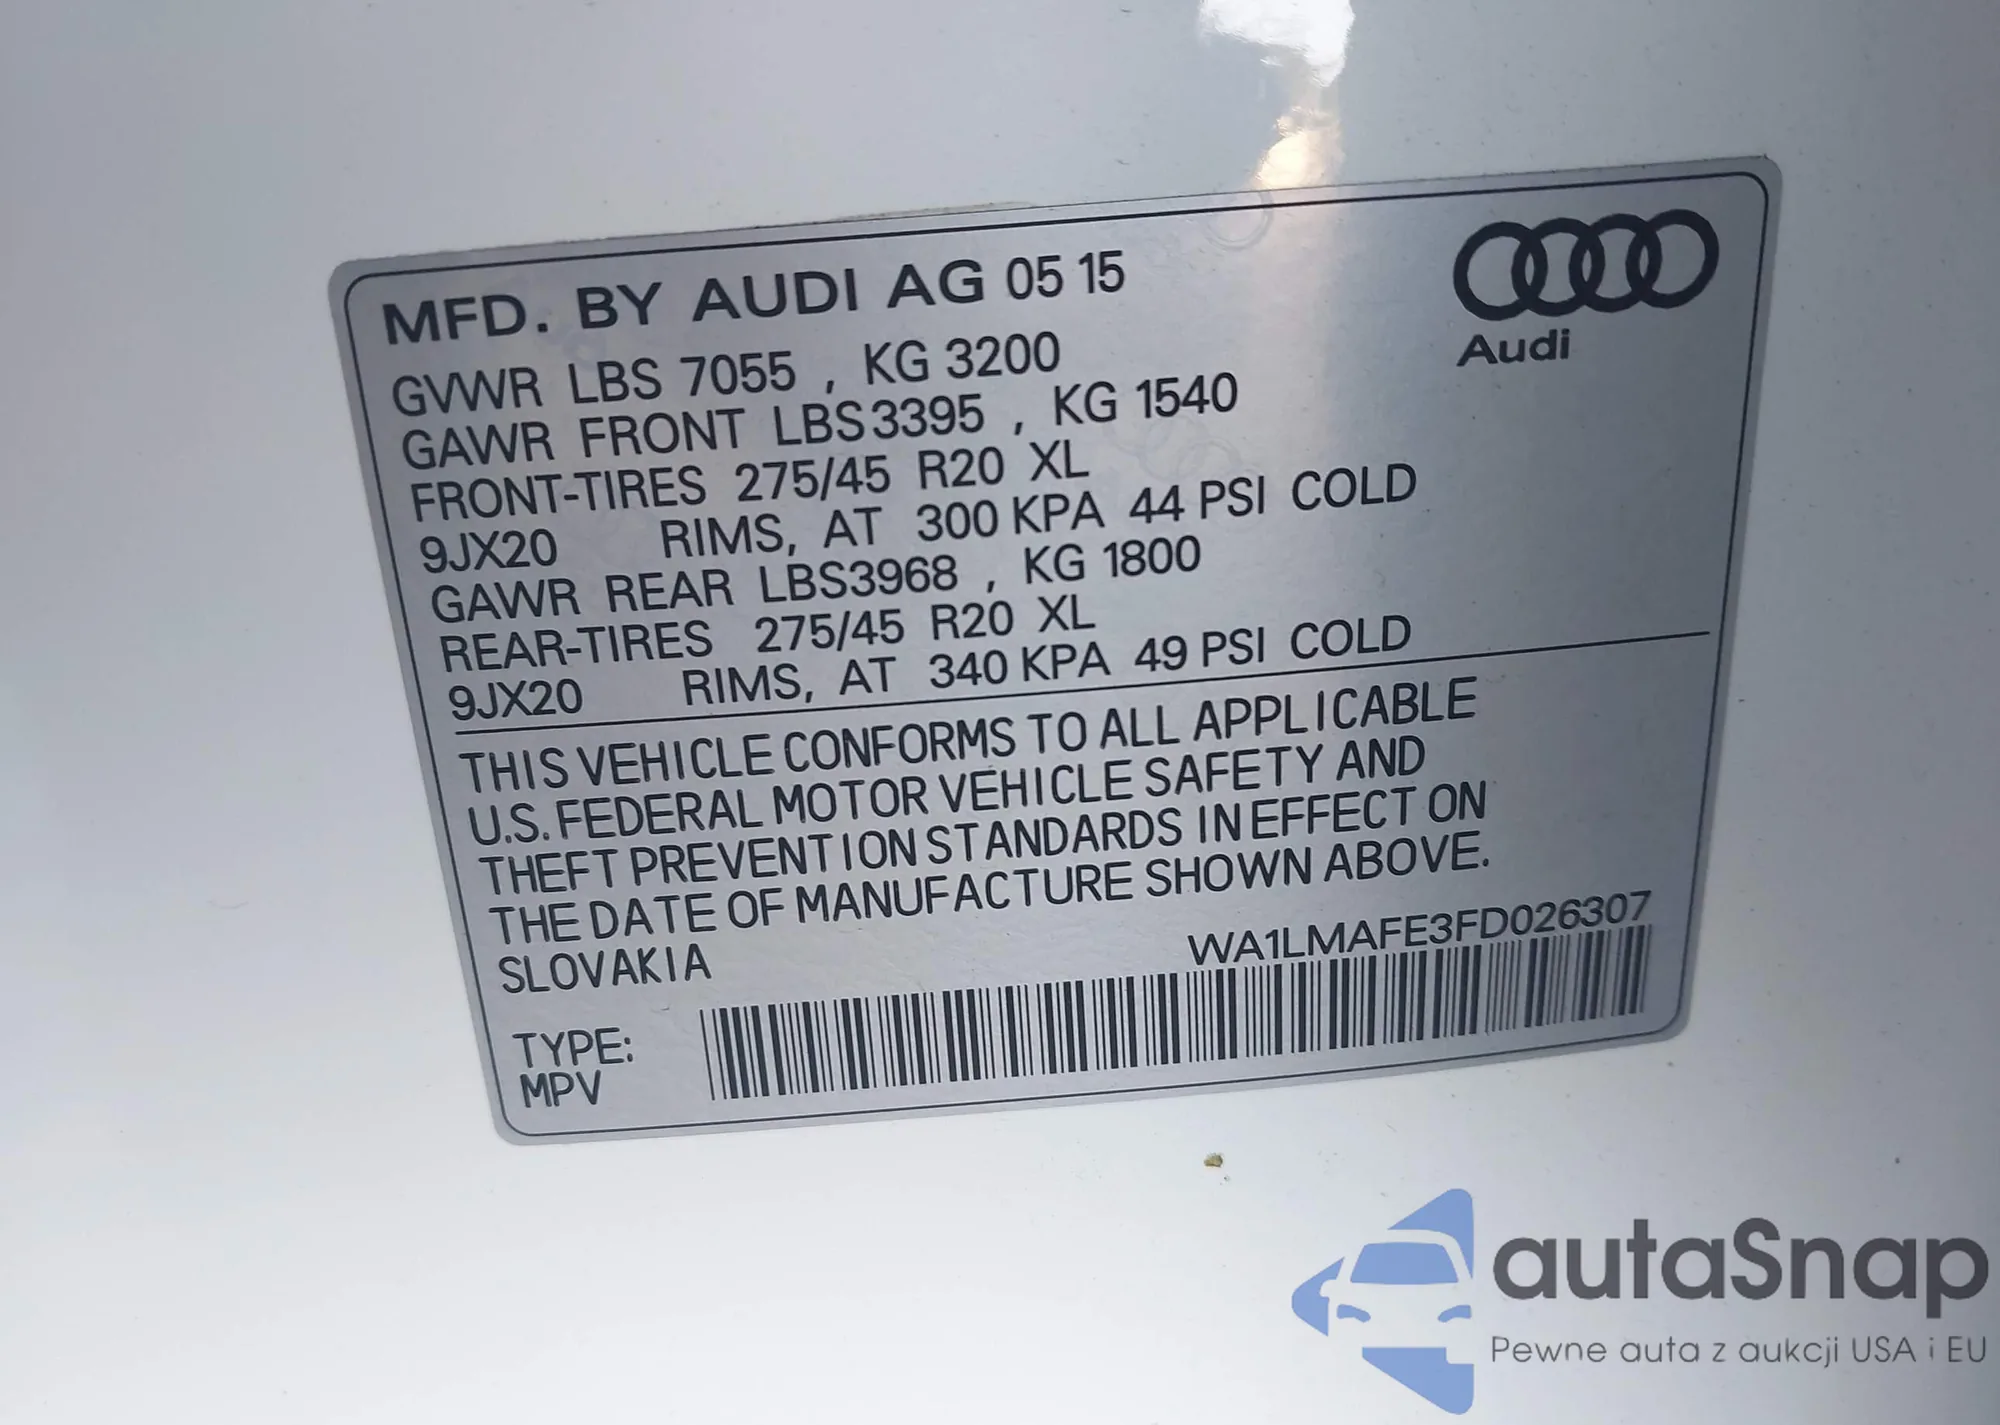 MFD. BY AUDI AG 05 15
Audi
GVWR LBS 7055 , KG 3200
GAWR FRONT LBS3395 , KG 1540
FRONT-TIRES 275/45 R20 XL
9JX20 RIMS, AT 300 KPA 44 PSI COLD
GAWR REAR LBS3968 , KG 1800
REAR-TIRES 275/45 R20 XL
9JX20 RIMS, AT 340 KPA 49 PSI COLD
THIS VEHICLE CONFORMS TO ALL APPLICABLE
U.S. FEDERAL MOTOR VEHICLE SAFETY AND
THEFT PREVENTION STANDARDS IN EFFECT ON
THE DATE OF MANUFACTURE SHOWN ABOVE.
SLOVAKIA
WA1LMAFE3FD026307
TYPE:
MPV
autaSnap
Pewne auta z aukcji USA i EU